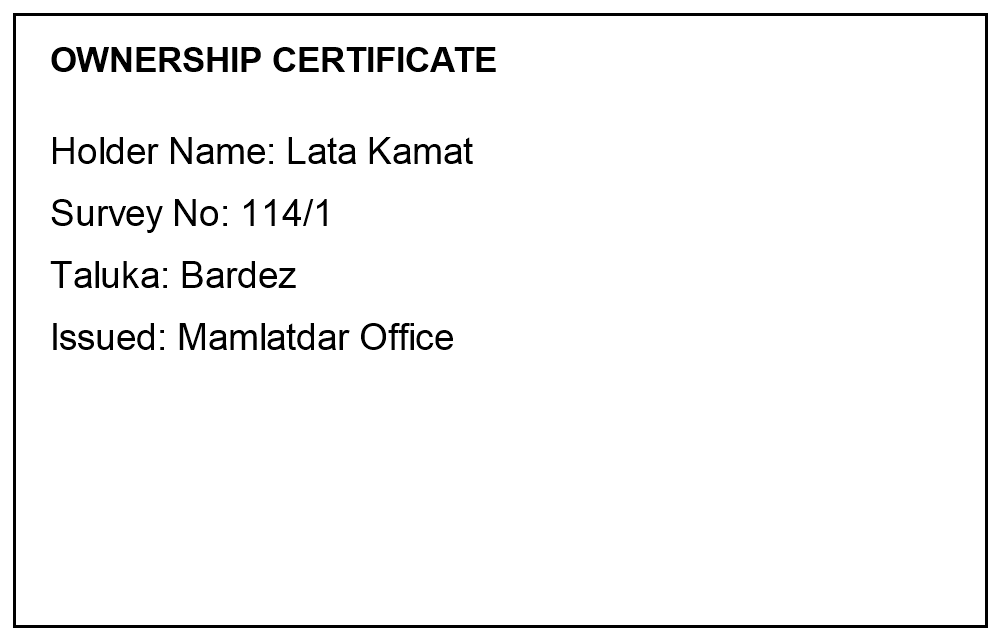 OWNERSHIP CERTIFICATE
Holder Name: Lata Kamat
Survey No: 114/1
Taluka: Bardez
Issued: Mamlatdar Office